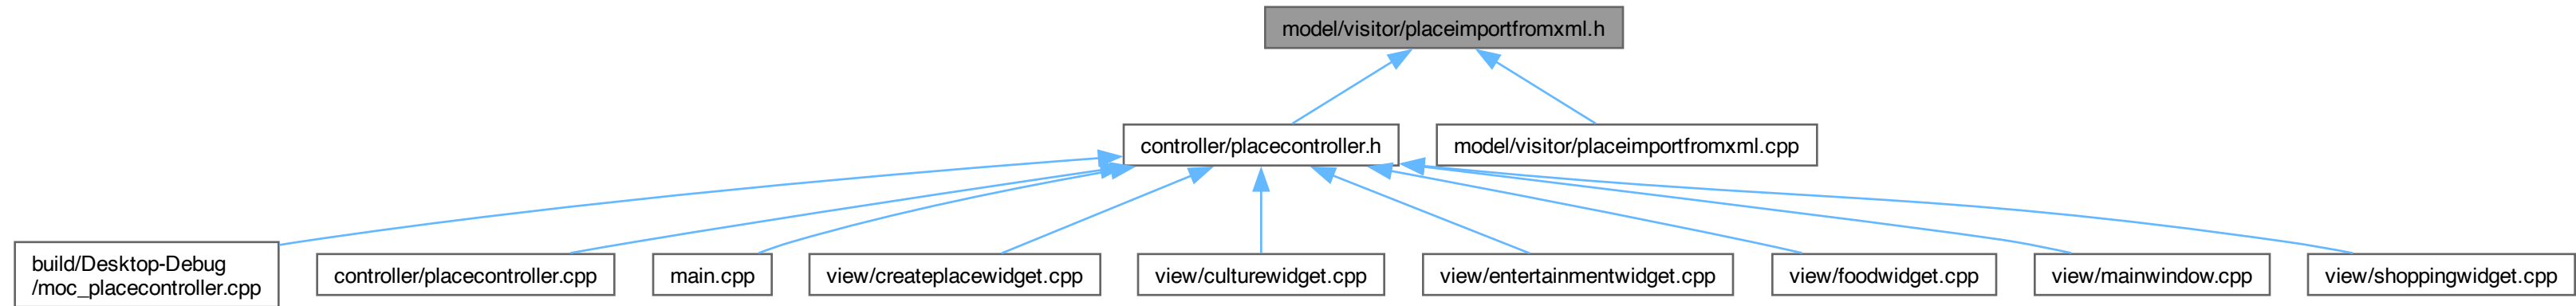 model/visitor/placeimportfromxml.h
controller/placecontroller.h
model/visitor/placeimportfromxml.cpp
build/Desktop-Debug
/moc_placecontroller.cpp
controller/placecontroller.cpp
main.cpp
view/createplacewidget.cpp
view/culturewidget.cpp
view/entertainmentwidget.cpp
view/foodwidget.cpp
view/mainwindow.cpp
view/shoppingwidget.cpp